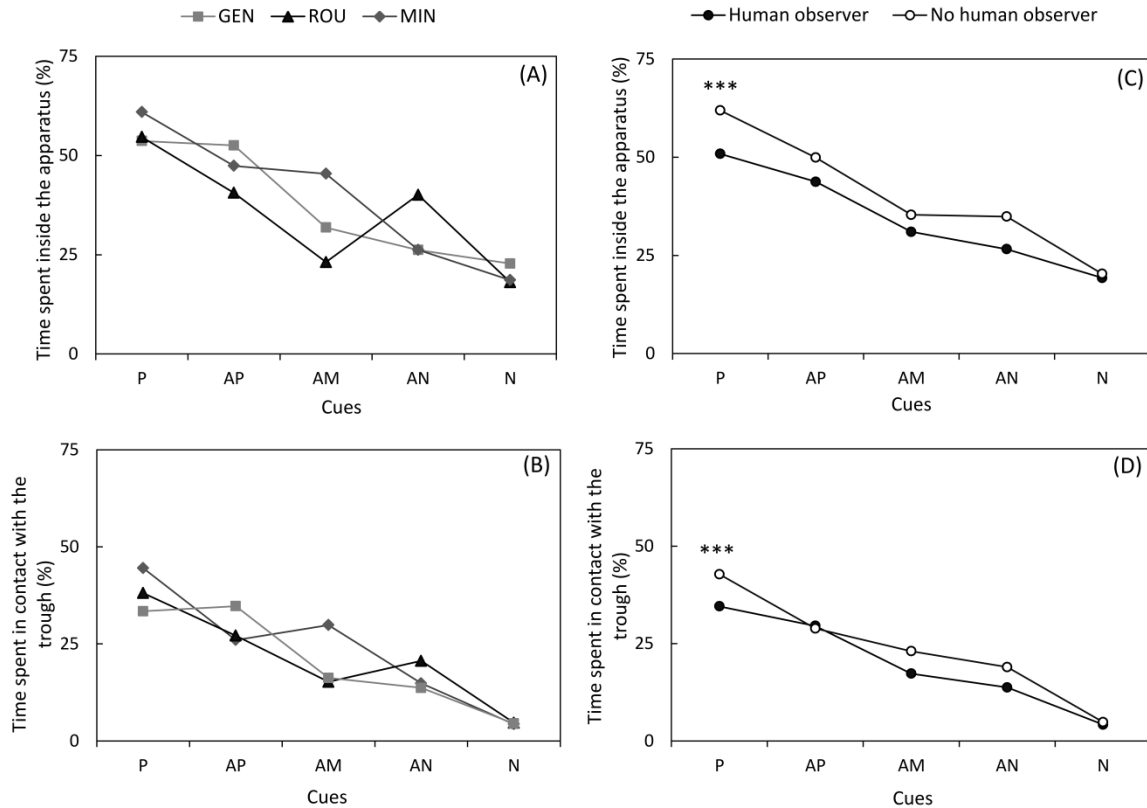 GEN ROU MIN
75
50
25
0
Time spent inside the apparatus (%)
(A)
P AP AM AN N
Cues
Human observer No human observer
75
50
25
0
Time spent inside the apparatus (%)
(C)
***
P AP AM AN N
Cues
75
50
25
0
Time spent in contact with the
trough (%)
(B)
P AP AM AN N
Cues
75
50
25
0
Time spent in contact with the
trough (%)
(D)
***
P AP AM AN N
Cues